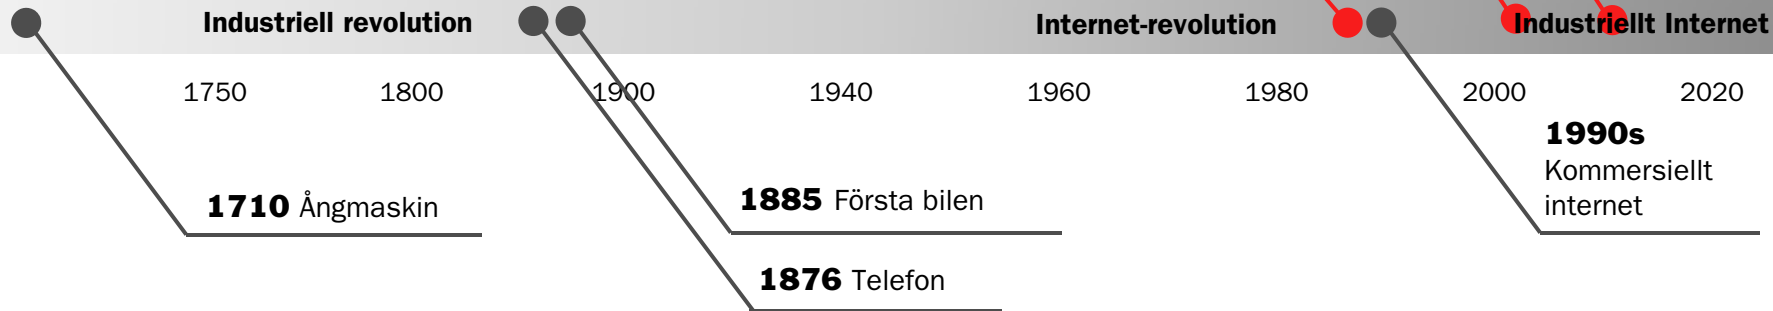 Industriell revolution Internet-revolution Industriellt Internet
1750 1800 1900 1940 1960 1980 2000 2020
1710 Ångmaskin
1885 Första bilen
1876 Telefon
1990s
Kommersiellt
internet